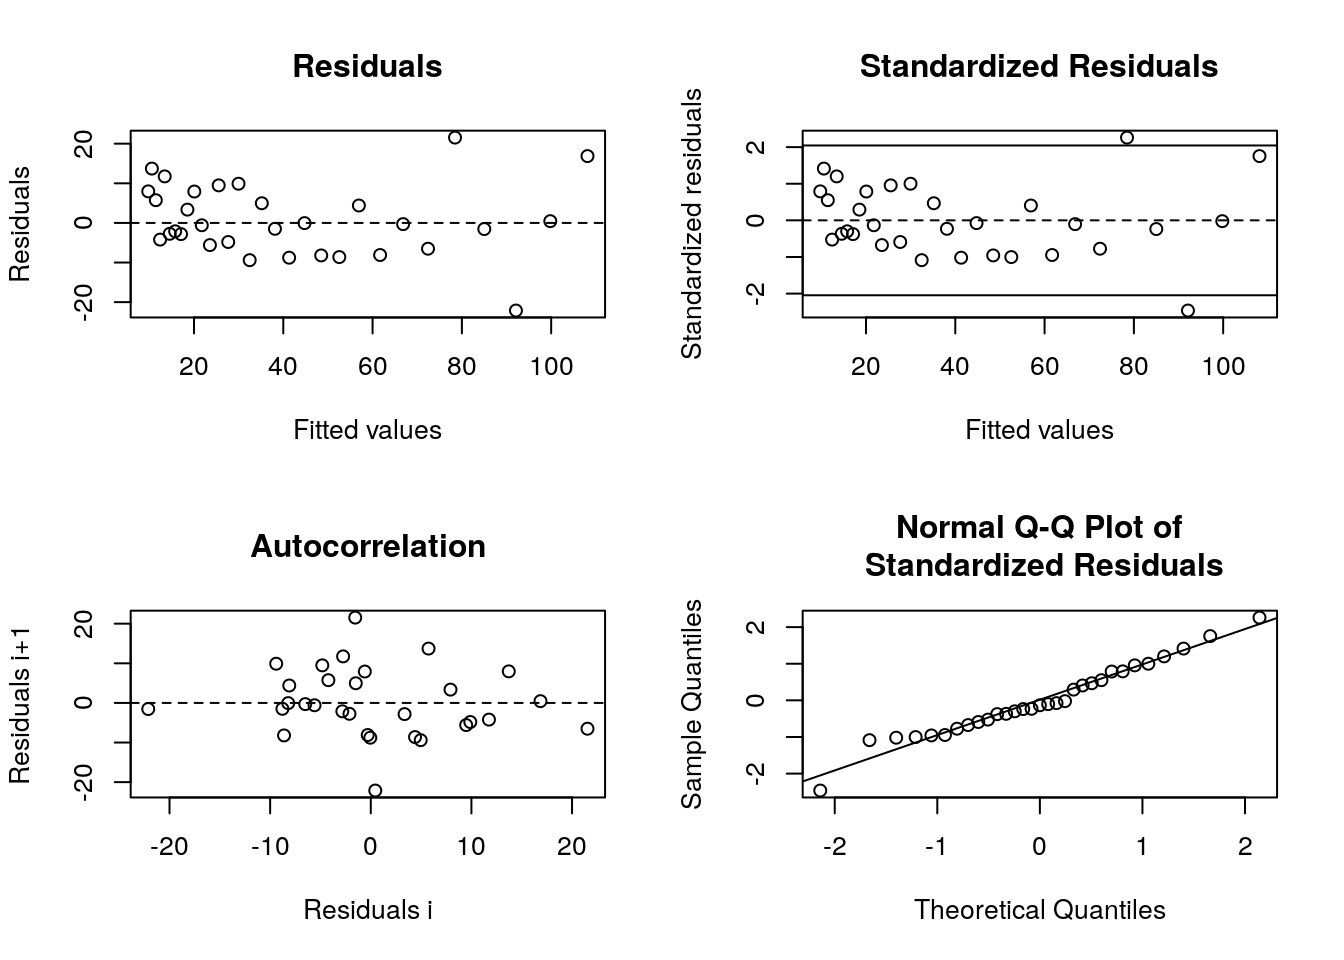 Residuals
Residuals
20
0
-20
20 40 60 80 100
Fitted values
Standardized Residuals
Standardized residuals
2
0
-2
20 40 60 80 100
Fitted values
Autocorrelation
Residuals i+1
20
0
-20
-20 -10 0 10 20
Residuals i
Normal Q-Q Plot of
Standardized Residuals
Sample Quantiles
2
0
-2
-2 -1 0 1 2
Theoretical Quantiles